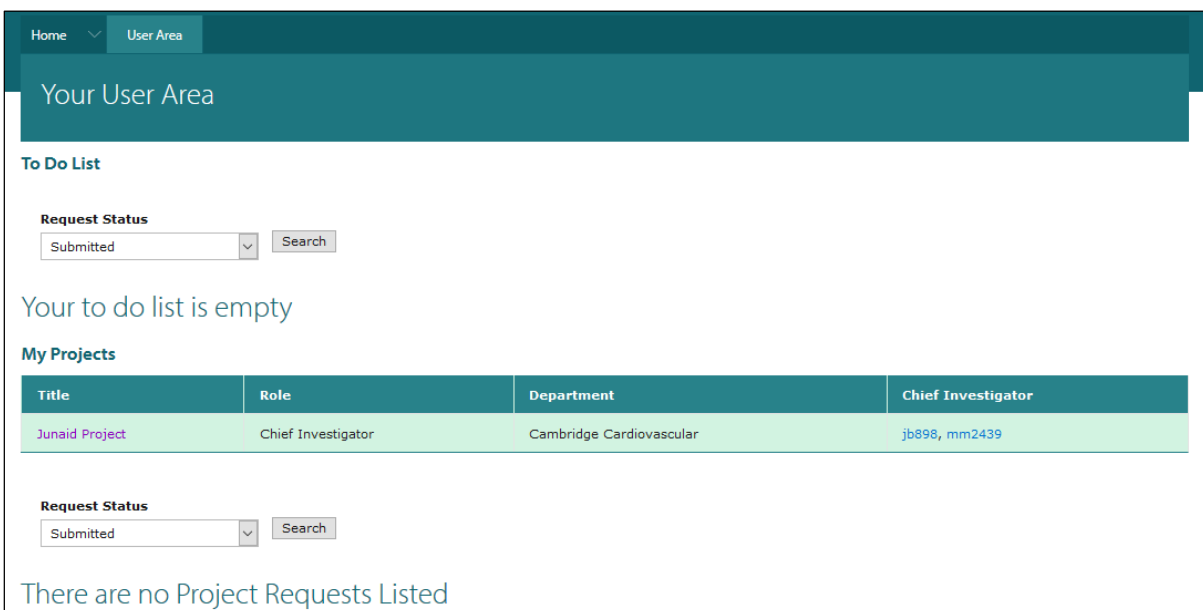 Home User Area
Your User Area
To Do List
Request Status
Submitted Search
Your to do list is empty
My Projects
Title Role Department Chief Investigator
Junaid Project Chief Investigator Cambridge Cardiovascular jb898, mm2439
Request Status
Submitted Search
There are no Project Requests Listed